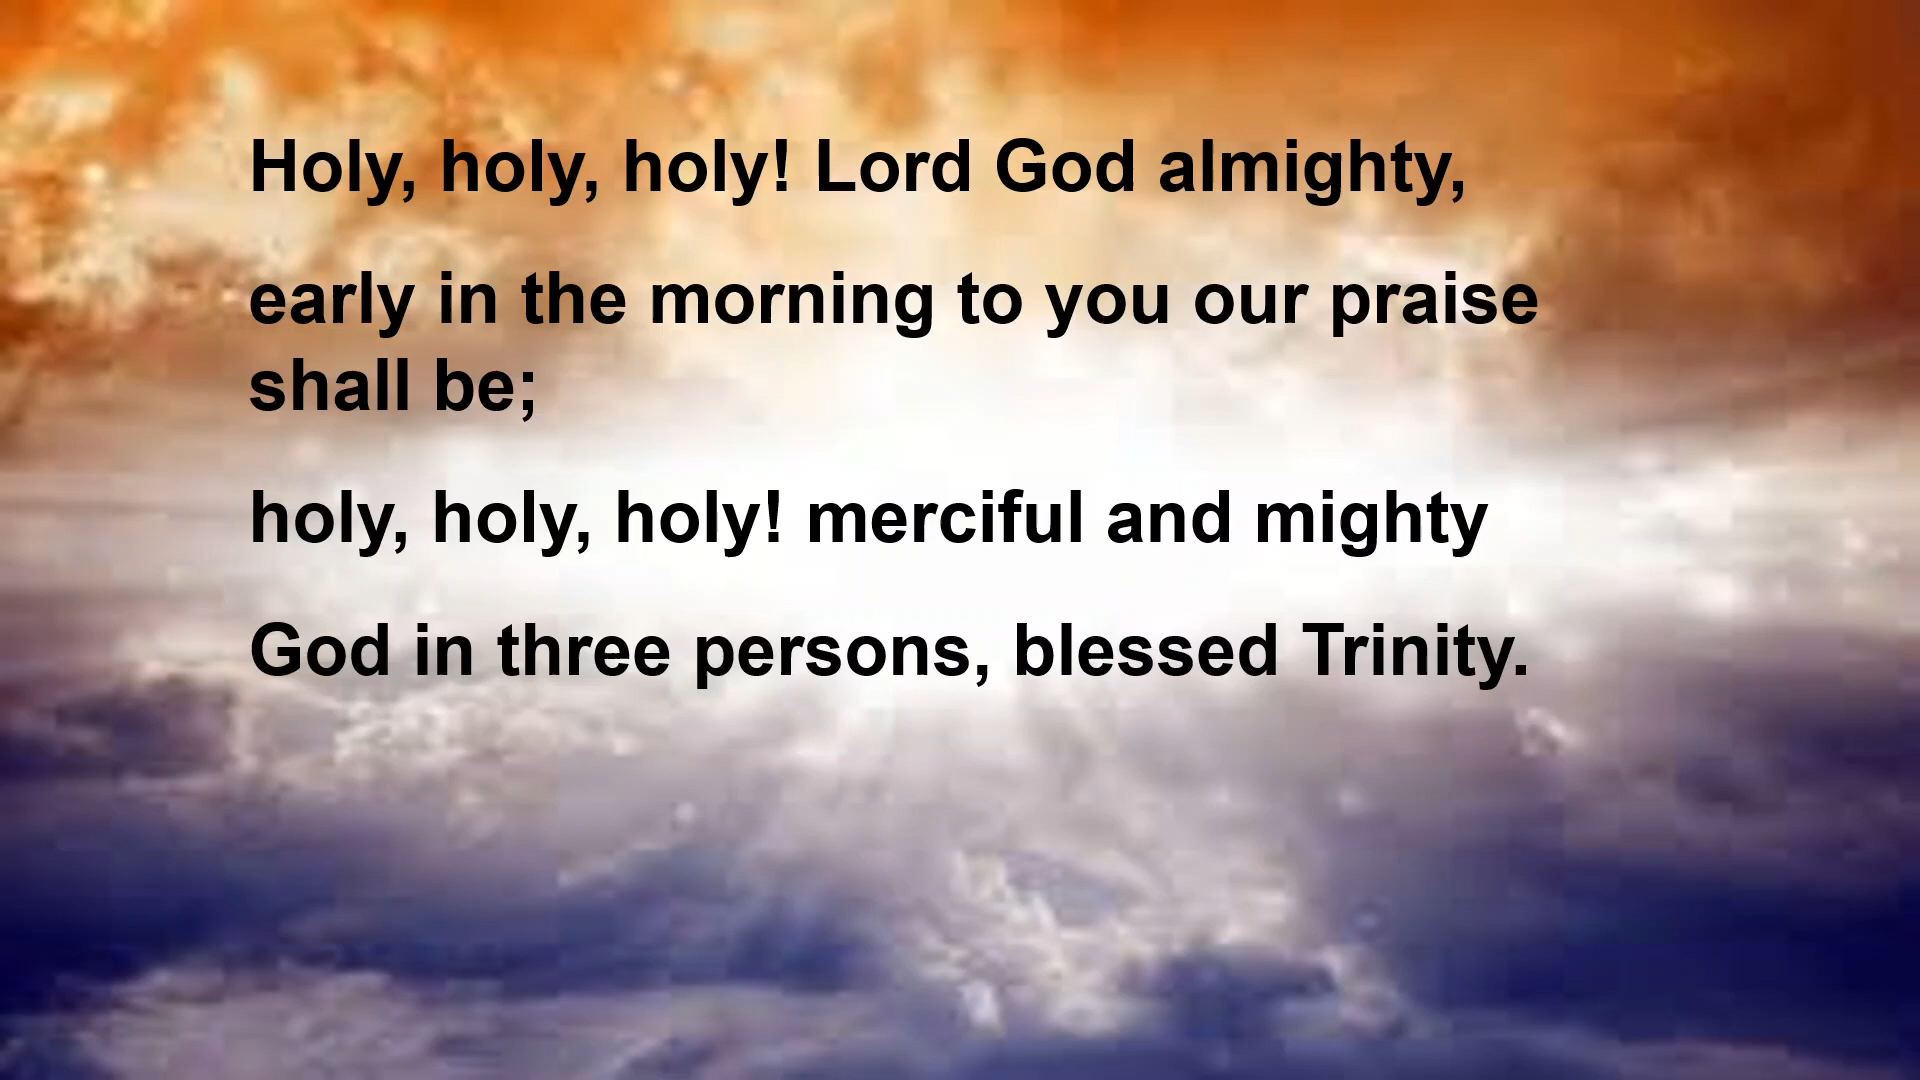 Holy, holy, holy! Lord God almighty,
early in the morning to you our praise
shall be;
holy, holy, holy! merciful and mighty
God in three persons, blessed Trinity.